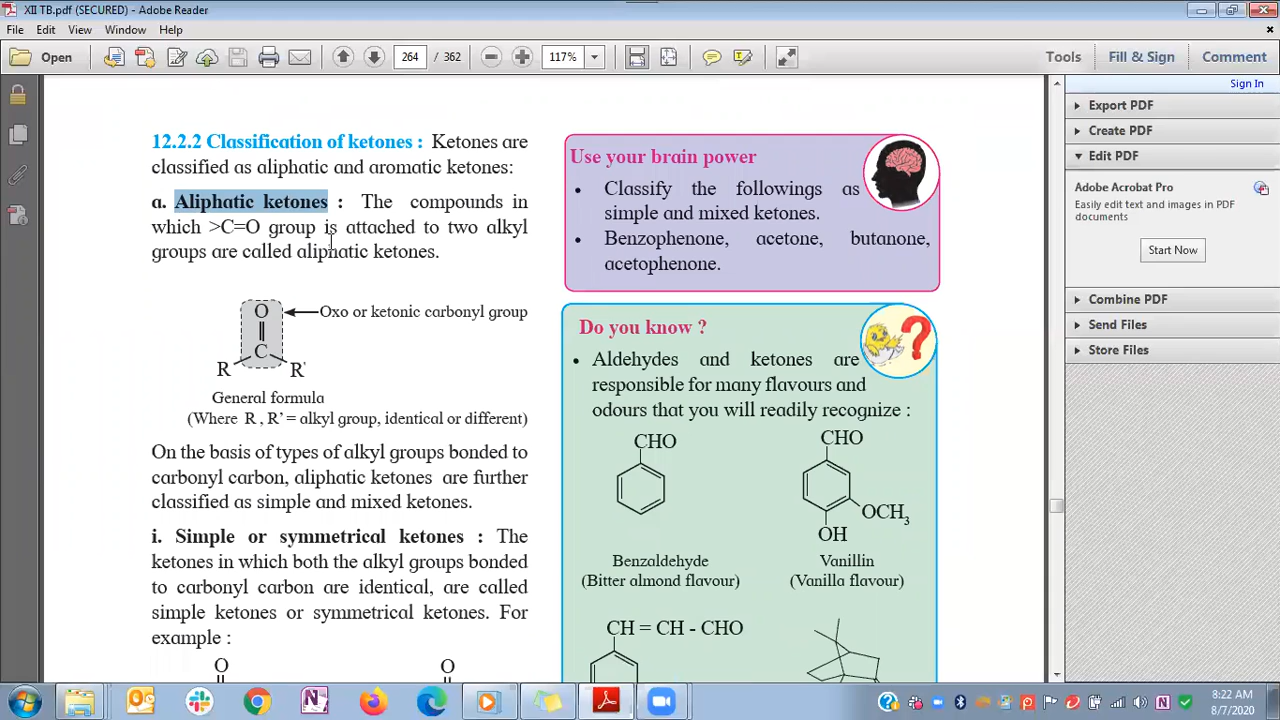 XII TB.pdf (SECURED) - Adobe Reader
File Edit View Window Help
Open 264 / 362 117% Tools Fill & Sign Comment
Sign In
Export PDF
Create PDF
Edit PDF
Adobe Acrobat Pro
Easily edit text and images in PDF
documents
Start Now
Combine PDF
Send Files
Store Files
12.2.2 Classification of ketones : Ketones are
classified as aliphatic and aromatic ketones:
a. Aliphatic ketones : The compounds in
which >C=O group is attached to two alkyl
groups are called aliphatic ketones.
O
Oxo or ketonic carbonyl group
C
R R'
General formula
(Where R , R' = alkyl group, identical or different)
On the basis of types of alkyl groups bonded to
carbonyl carbon, aliphatic ketones are further
classified as simple and mixed ketones.
i. Simple or symmetrical ketones : The
ketones in which both the alkyl groups bonded
to carbonyl carbon are identical, are called
simple ketones or symmetrical ketones. For
example :
O O
Use your brain power
• Classify the followings as
simple and mixed ketones.
• Benzophenone, acetone, butanone,
acetophenone.
Do you know ?
• Aldehydes and ketones are
responsible for many flavours and
odours that you will readily recognize :
CHO CHO
OCH3
OH
Benzaldehyde Vanillin
(Bitter almond flavour) (Vanilla flavour)
CH = CH - CHO
8:22 AM
8/7/2020